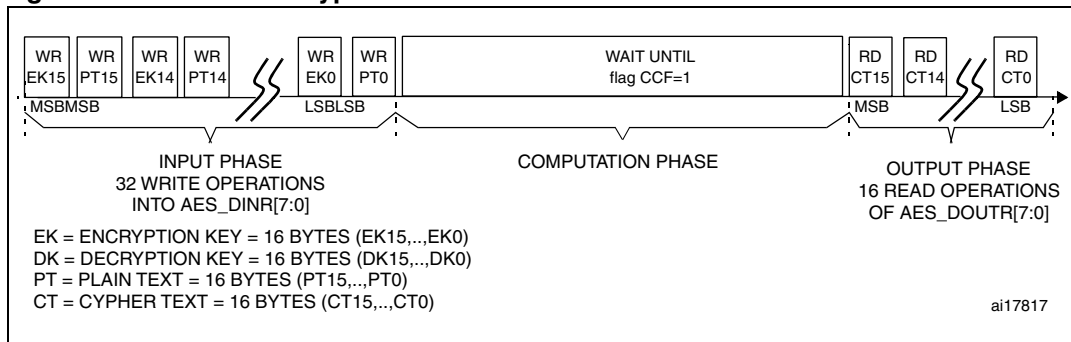 WR EK15
WR PT15
WR EK14
WR PT14
WR EK0
WR PT0
WAIT UNTIL
flag CCF=1
RD CT15
RD CT14
RD CT0
MSBMSB
LSBLSB
MSB
LSB
INPUT PHASE
32 WRITE OPERATIONS
INTO AES_DINR[7:0]
COMPUTATION PHASE
OUTPUT PHASE
16 READ OPERATIONS
OF AES_DOUTR[7:0]
EK = ENCRYPTION KEY = 16 BYTES (EK15,..,EK0)
DK = DECRYPTION KEY = 16 BYTES (DK15,..,DK0)
PT = PLAIN TEXT = 16 BYTES (PT15,..,PT0)
CT = CYPHER TEXT = 16 BYTES (CT15,..,CT0)
ai17817